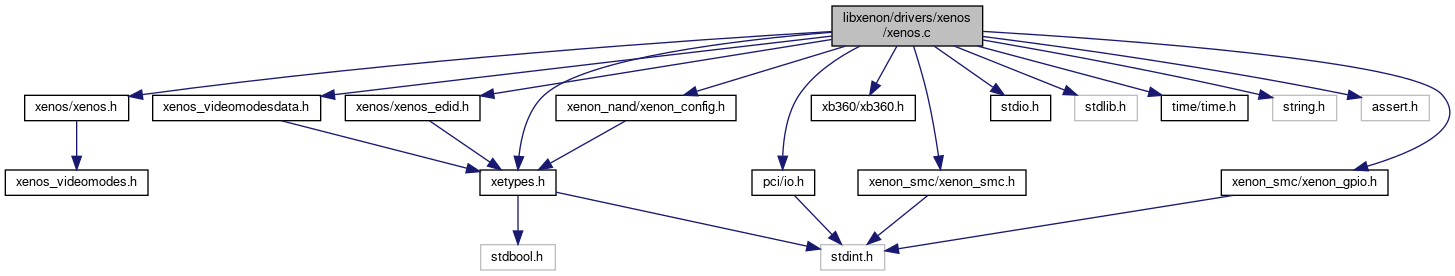 libxenon/drivers/xenos
/xenos.c
xenos/xenos.h
xenos_videomodesdata.h
xenos/xenos_edid.h
xenon_nand/xenon_config.h
xb360/xb360.h
stdio.h
stdlib.h
time/time.h
string.h
assert.h
xenos_videomodes.h
xetypes.h
pci/io.h
xenon_smc/xenon_smc.h
xenon_smc/xenon_gpio.h
stdbool.h
stdint.h